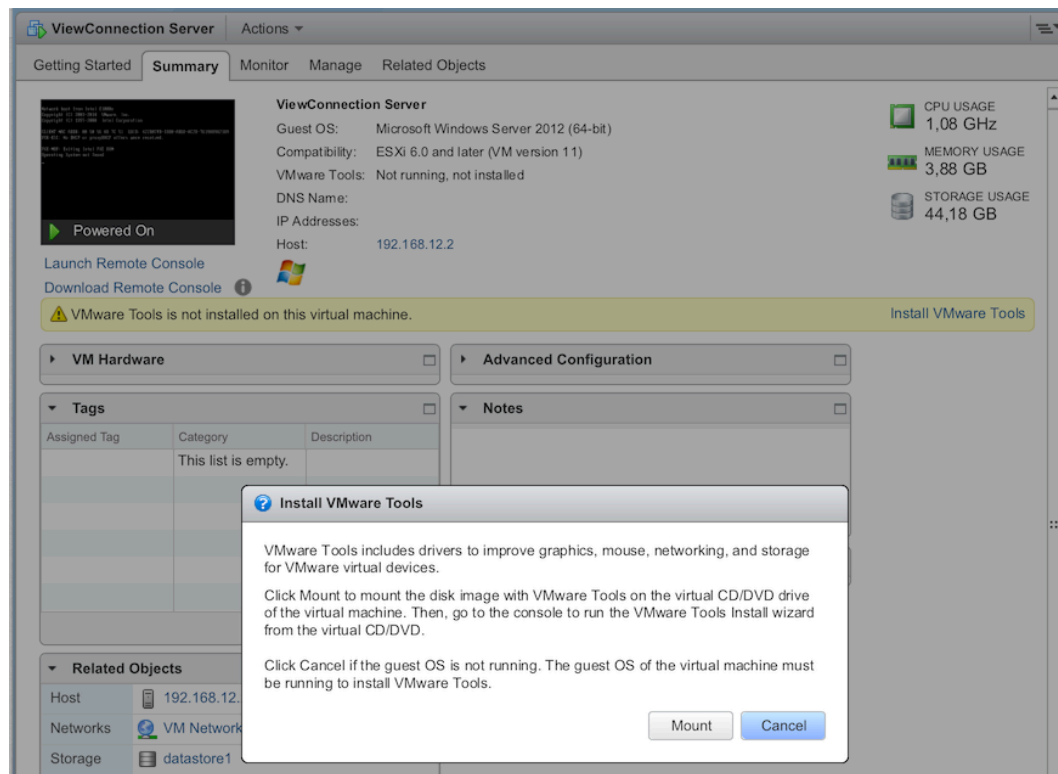 ViewConnection Server Actions
Getting Started Summary Monitor Manage Related Objects
ViewConnection Server
Guest OS: Microsoft Windows Server 2012 (64-bit)
Compatibility: ESXi 6.0 and later (VM version 11)
VMware Tools: Not running, not installed
DNS Name:
IP Addresses:
Host: 192.168.12.2
CPU USAGE
1,08 GHz
MEMORY USAGE
3,88 GB
STORAGE USAGE
44,18 GB
Powered On
Launch Remote Console
Download Remote Console
VMware Tools is not installed on this virtual machine. Install VMware Tools
VM Hardware
Advanced Configuration
Tags
Notes
Assigned Tag Category Description
This list is empty.
Install VMware Tools
VMware Tools includes drivers to improve graphics, mouse, networking, and storage
for VMware virtual devices.
Click Mount to mount the disk image with VMware Tools on the virtual CD/DVD drive
of the virtual machine. Then, go to the console to run the VMware Tools Install wizard
from the virtual CD/DVD.
Click Cancel if the guest OS is not running. The guest OS of the virtual machine must
be running to install VMware Tools.
Mount Cancel
Related Objects
Host 192.168.12.
Networks VM Network
Storage datastore1